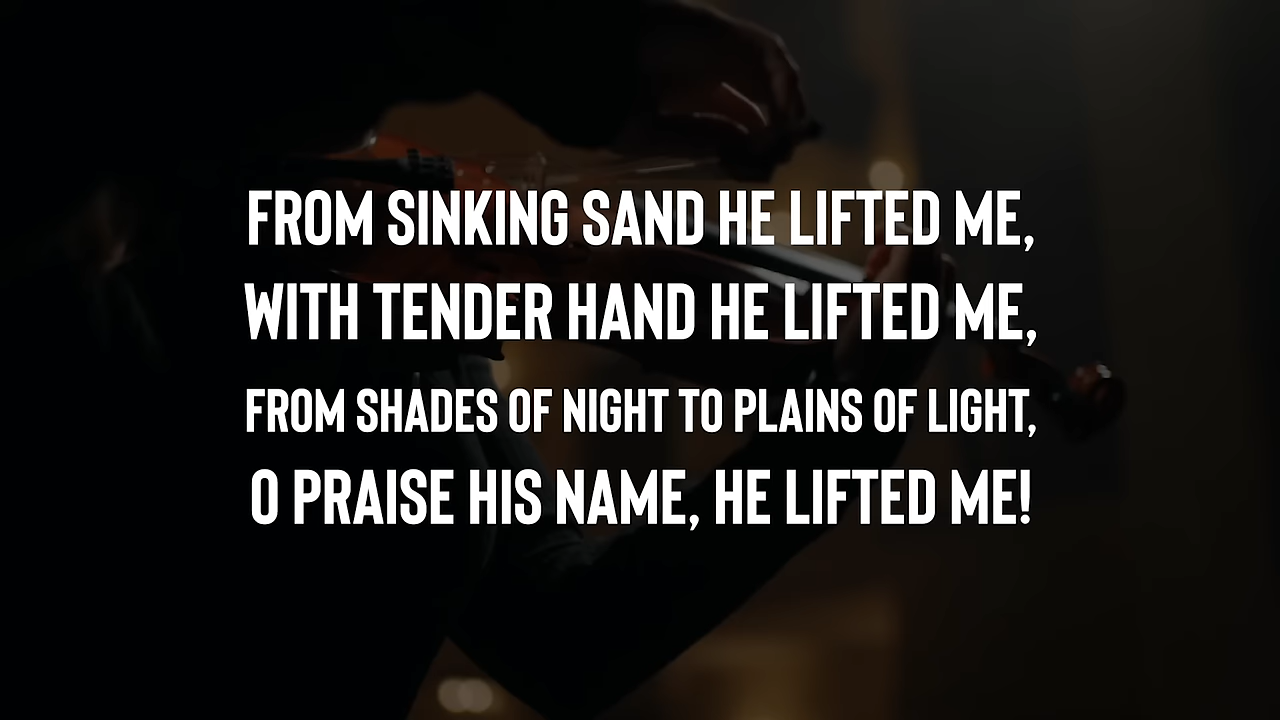 FROM SINKING SAND HE LIFTED ME,
WITH TENDER HAND HE LIFTED ME,
FROM SHADES OF NIGHT TO PLAINS OF LIGHT,
O PRAISE HIS NAME, HE LIFTED ME!